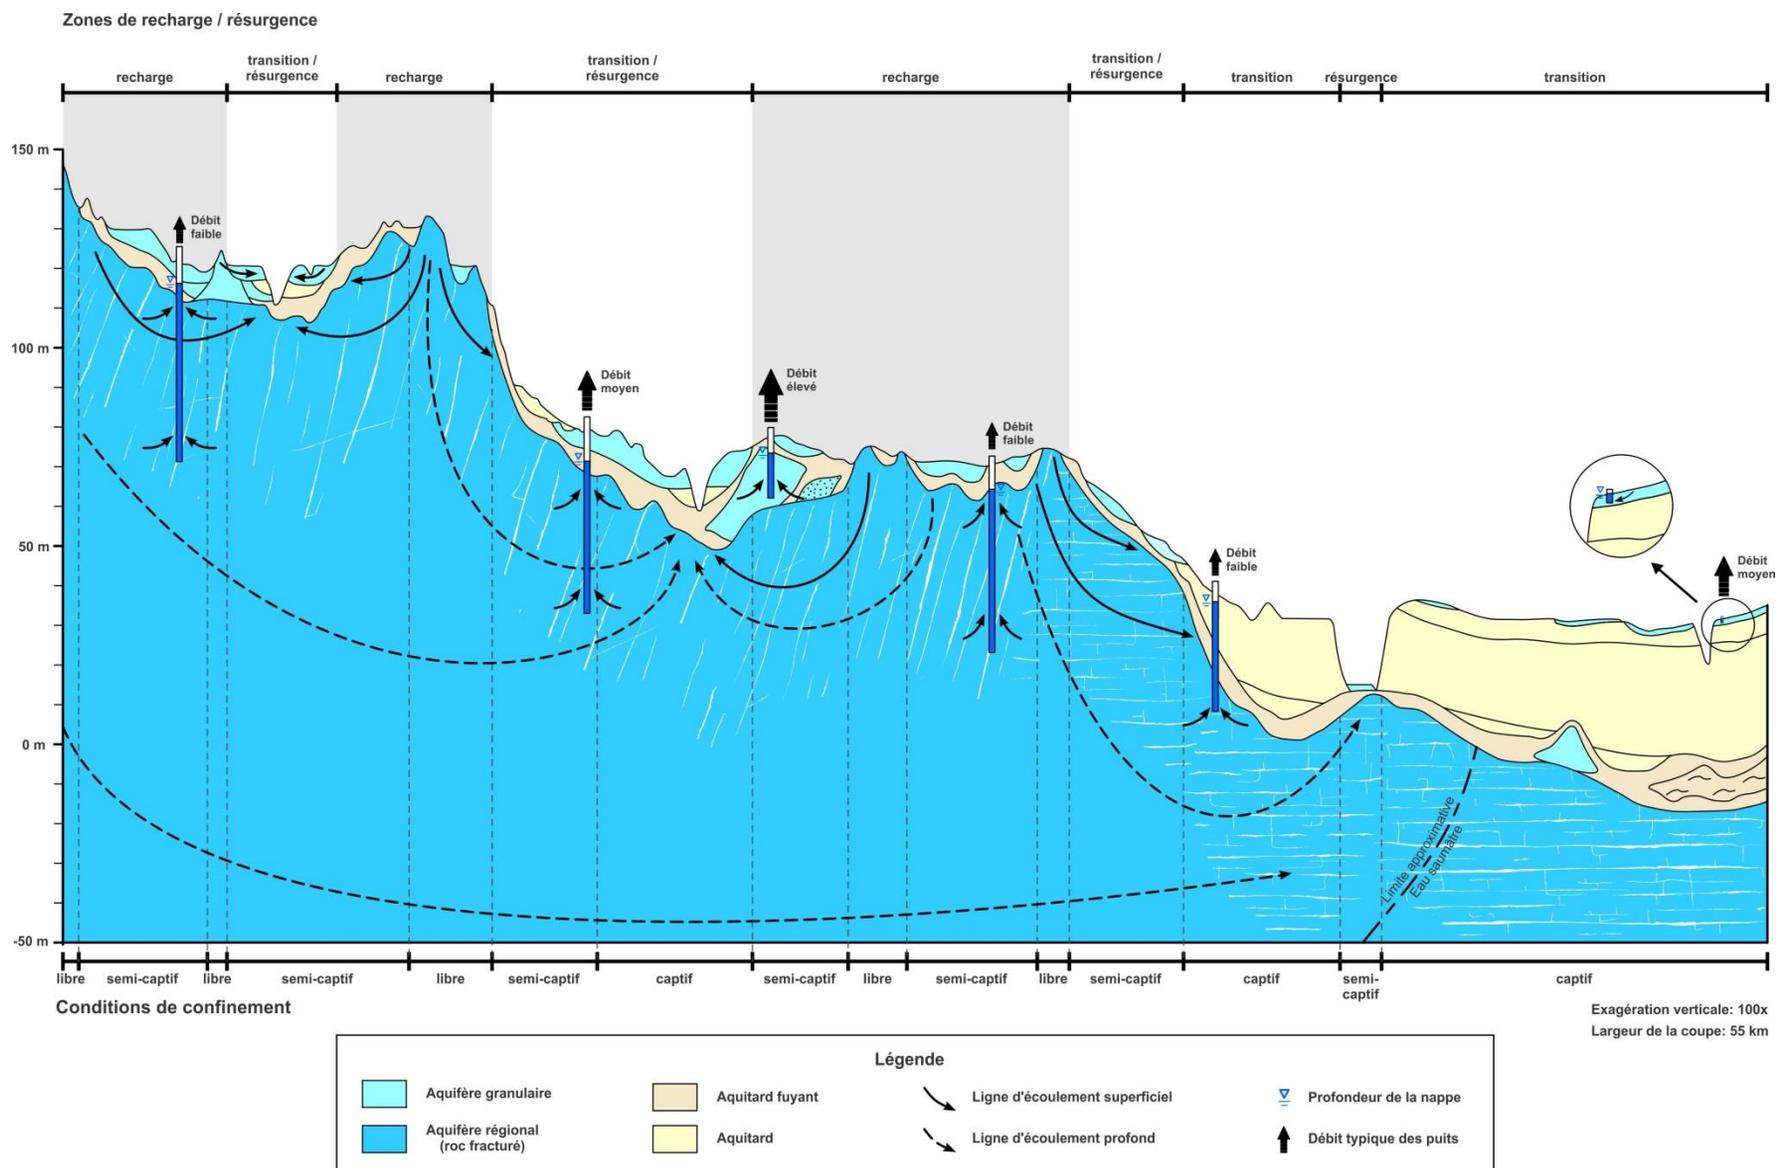 Zones de recharge / résurgence
transition /
résurgence
transition /
résurgence
transition /
résurgence
recharge
recharge
recharge
transition
résurgence
transition
150 m
100 m
50 m
0 m
-50 m
Débit
faible
Débit
moyen
Débit
élevé
Débit
faible
Débit
faible
Débit
moyen
Limite approximative
Eau saumâtre
libre
semi-captif
libre
semi-captif
libre
semi-captif
captif
semi-captif
libre
semi-captif
libre
semi-captif
captif
semi-
captif
captif
Conditions de confinement
Exagération verticale: 100x
Largeur de la coupe: 55 km
Légende
Aquifère granulaire
Aquitard fuyant
Ligne d'écoulement superficiel
Profondeur de la nappe
Aquifère régional
(roc fracturé)
Aquitard
Ligne d'écoulement profond
Débit typique des puits